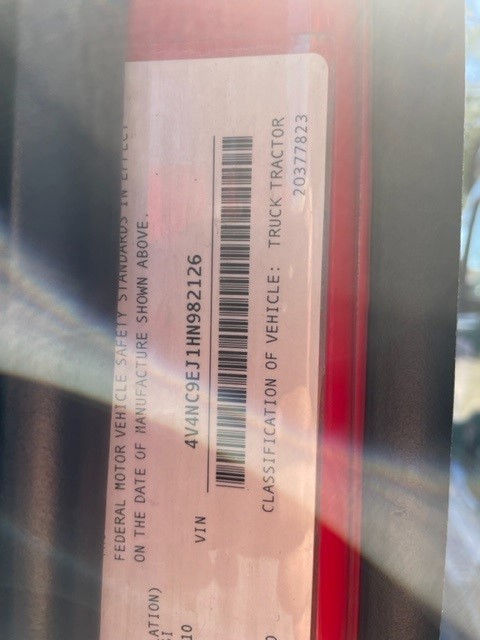 FEDERAL MOTOR VEHICLE SAFETY STANDARDS IN EFFECT
ON THE DATE OF MANUFACTURE SHOWN ABOVE.
VIN 4V4NC9EJ1HN982126
CLASSIFICATION OF VEHICLE: TRUCK TRACTOR
20377823